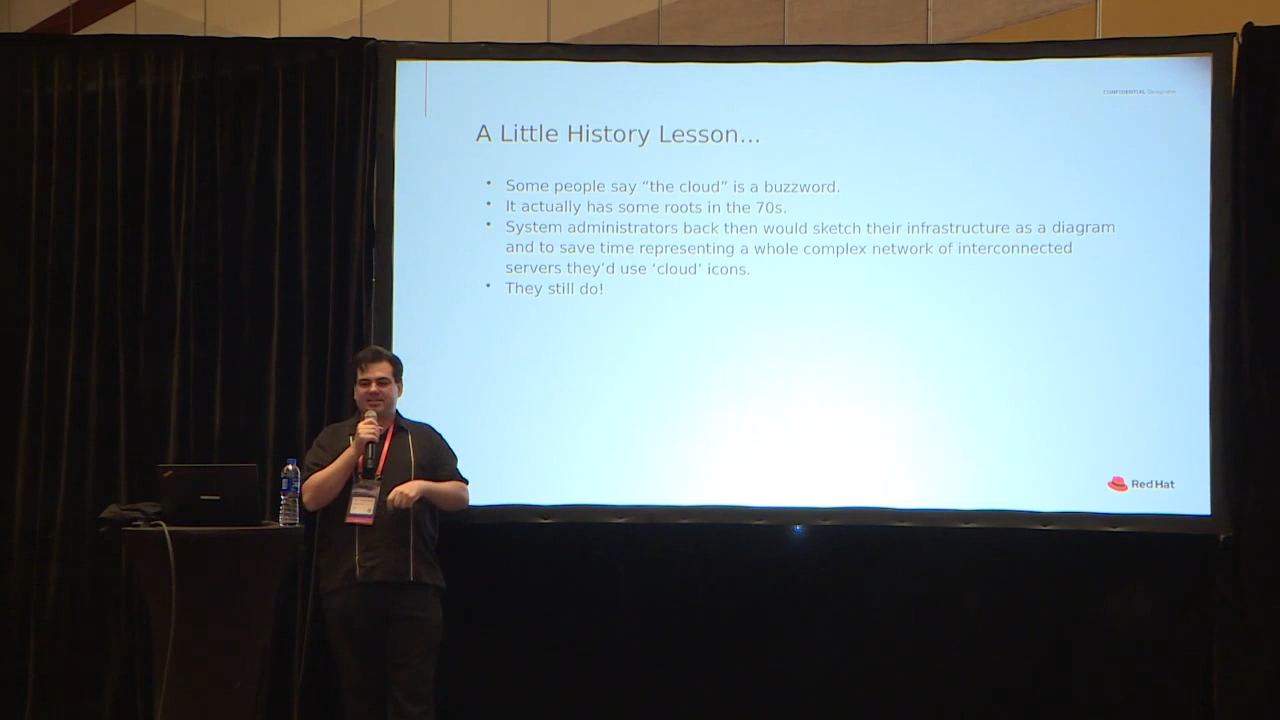 CONFIDENTIAL Designator
A Little History Lesson...
• Some people say “the cloud” is a buzzword.
• It actually has some roots in the 70s.
• System administrators back then would sketch their infrastructure as a diagram
and to save time representing a whole complex network of interconnected
servers they’d use ‘cloud’ icons.
• They still do!
Red Hat